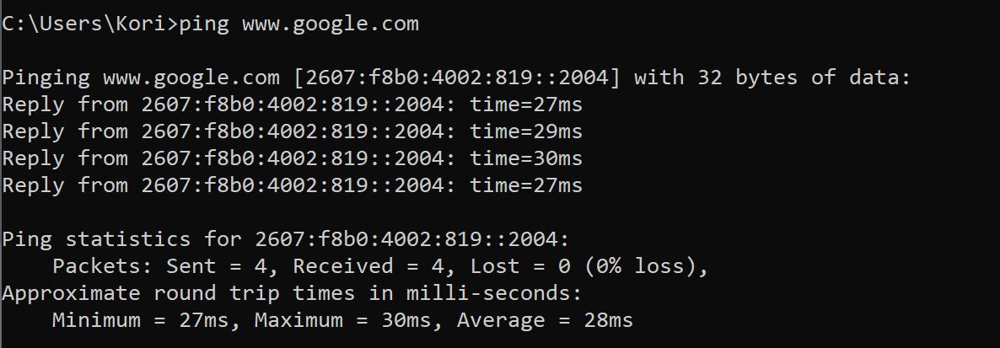 C:\Users\Kori>ping www.google.com
Pinging www.google.com [2607:f8b0:4002:819::2004] with 32 bytes of data:
Reply from 2607:f8b0:4002:819::2004: time=27ms
Reply from 2607:f8b0:4002:819::2004: time=29ms
Reply from 2607:f8b0:4002:819::2004: time=30ms
Reply from 2607:f8b0:4002:819::2004: time=27ms
Ping statistics for 2607:f8b0:4002:819::2004:
    Packets: Sent = 4, Received = 4, Lost = 0 (0% loss),
Approximate round trip times in milli-seconds:
    Minimum = 27ms, Maximum = 30ms, Average = 28ms